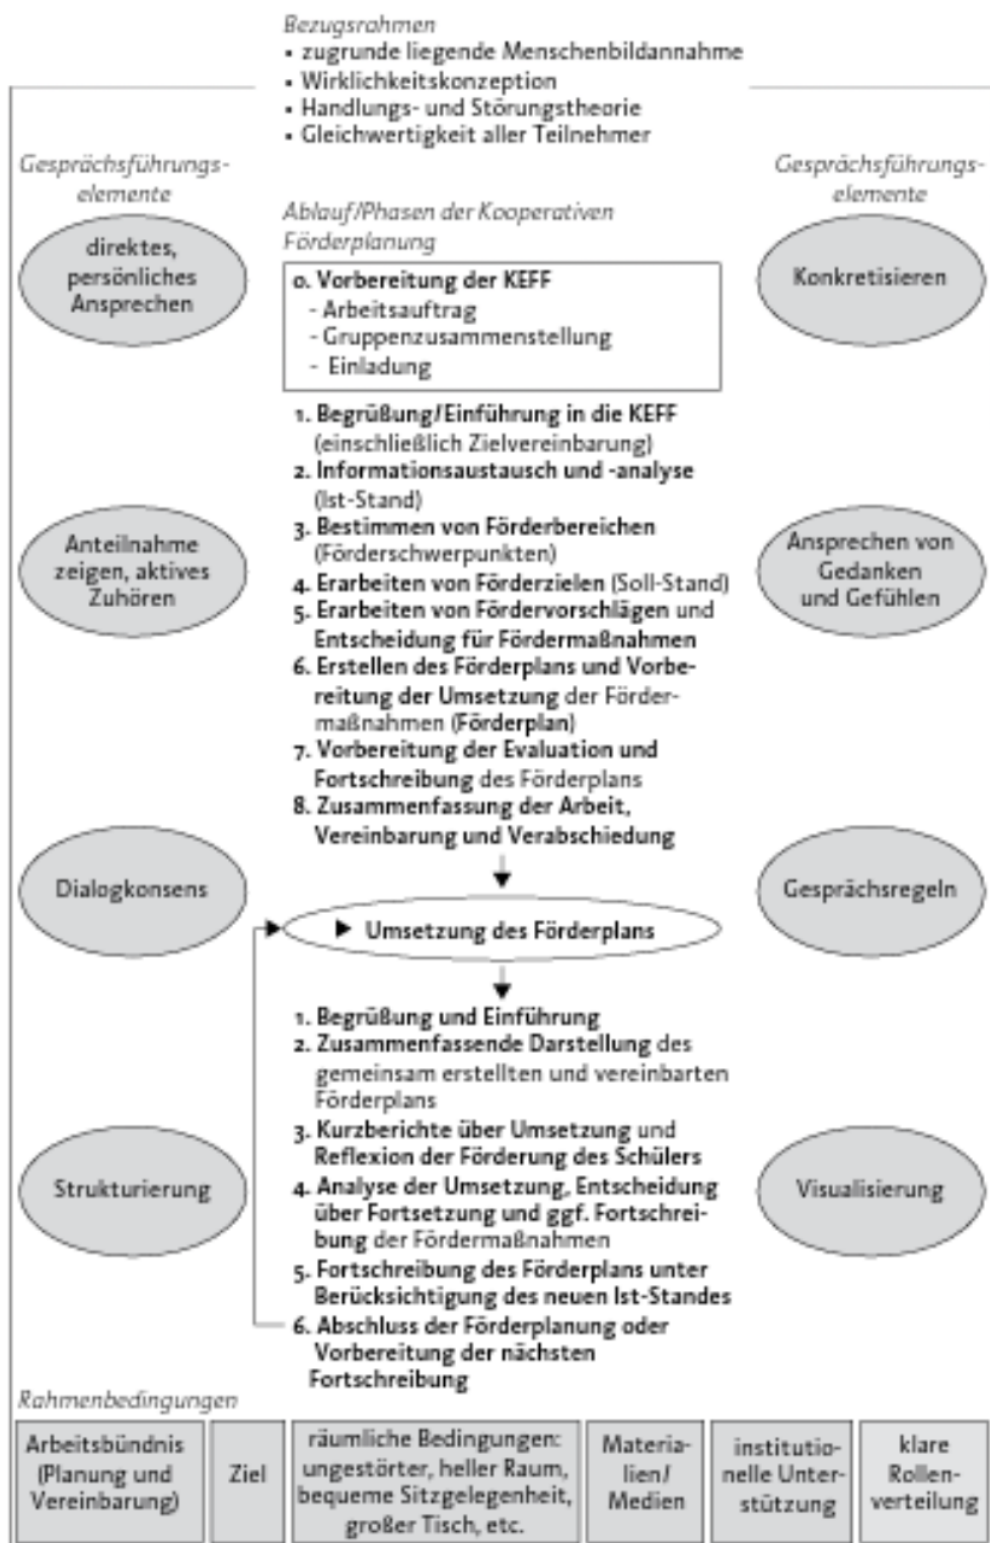 Bezugsrahmen
• zugrunde liegende Menschenbildannahme
• Wirklichkeitskonzeption
• Handlungs- und Störungstheorie
• Gleichwertigkeit aller Teilnehmer
Gesprächsführungs-
elemente
direktes,
persönliches
Ansprechen
Anteilnahme
zeigen, aktives
Zuhören
Dialogkonsens
Strukturierung
Ablauf/Phasen der Kooperativen
Förderplanung
0. Vorbereitung der KEFF
- Arbeitsauftrag
- Gruppenzusammenstellung
- Einladung
1. Begrüßung/Einführung in die KEFF
(einschließlich Zielvereinbarung)
2. Informationsaustausch und -analyse
(Ist-Stand)
3. Bestimmen von Förderbereichen
(Förderschwerpunkten)
4. Erarbeiten von Förderzielen (Soll-Stand)
5. Erarbeiten von Fördervorschlägen und
Entscheidung für Fördermaßnahmen
6. Erstellen des Förderplans und Vorbe-
reitung der Umsetzung der Förder-
maßnahmen (Förderplan)
7. Vorbereitung der Evaluation und
Fortschreibung des Förderplans
8. Zusammenfassung der Arbeit,
Vereinbarung und Verabschiedung
Umsetzung des Förderplans
1. Begrüßung und Einführung
2. Zusammenfassende Darstellung des
gemeinsam erstellten und vereinbarten
Förderplans
3. Kurzberichte über Umsetzung und
Reflexion der Förderung des Schülers
4. Analyse der Umsetzung, Entscheidung
über Fortsetzung und ggf. Fortschrei-
bung der Fördermaßnahmen
5. Fortschreibung des Förderplans unter
Berücksichtigung des neuen Ist-Standes
6. Abschluss der Förderplanung oder
Vorbereitung der nächsten
Fortschreibung
Gesprächsführungs-
elemente
Konkretisieren
Ansprechen von
Gedanken
und Gefühlen
Gesprächsregeln
Visualisierung
Rahmenbedingungen
Arbeitsbündnis
(Planung und
Vereinbarung)
Ziel
räumliche Bedingungen:
ungestörter, heller Raum,
bequeme Sitzgelegenheit,
großer Tisch, etc.
Materia-
lien/
Medien
institutio-
nelle Unter-
stützung
klare
Rollen-
verteilung